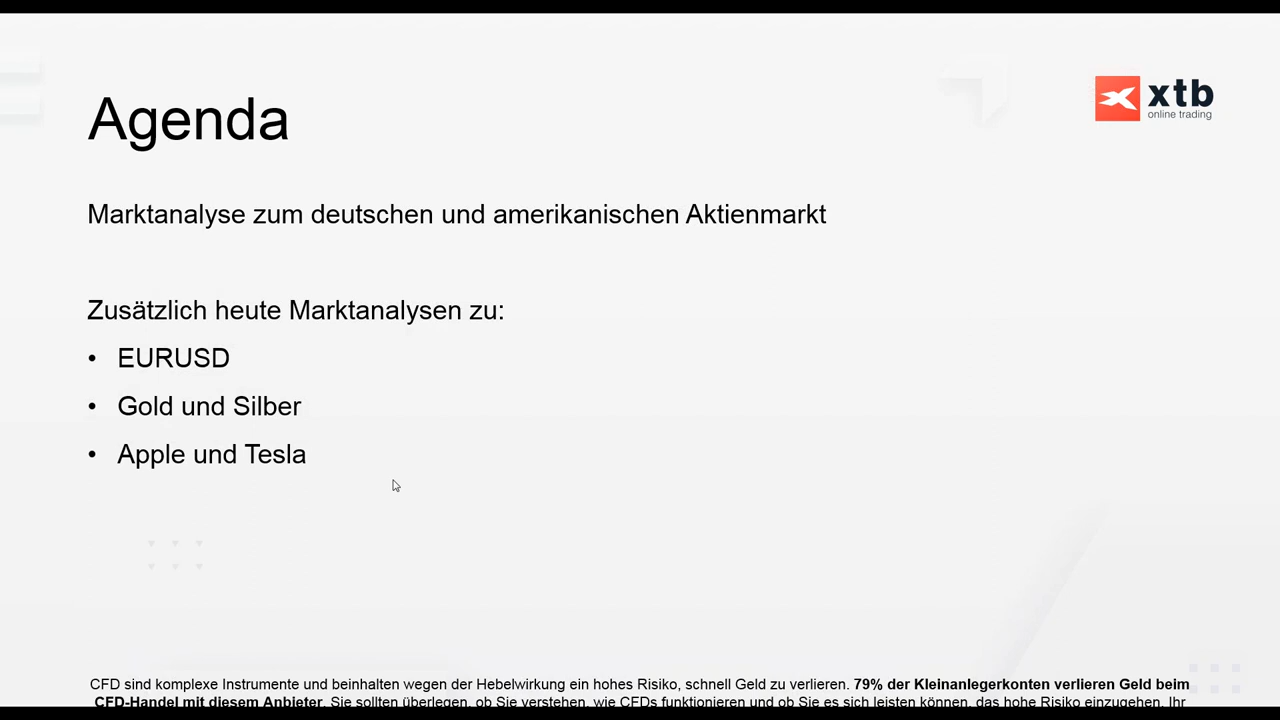 Agenda
xtb
online trading
Marktanalyse zum deutschen und amerikanischen Aktienmarkt
Zusätzlich heute Marktanalysen zu:
• EURUSD
• Gold und Silber
• Apple und Tesla
CFD sind komplexe Instrumente und beinhalten wegen der Hebelwirkung ein hohes Risiko, schnell Geld zu verlieren. 79% der Kleinanlegerkonten verlieren Geld beim
CFD-Handel mit diesem Anbieter. Sie sollten überlegen, ob Sie verstehen, wie CFDs funktionieren und ob Sie es sich leisten können, das hohe Risiko einzugehen, Ihr